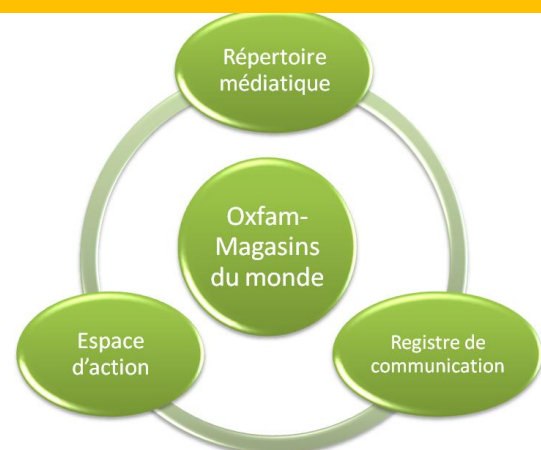 Répertoire
médiatique
Oxfam-
Magasins
du monde
Espace
d'action
Registre de
communication